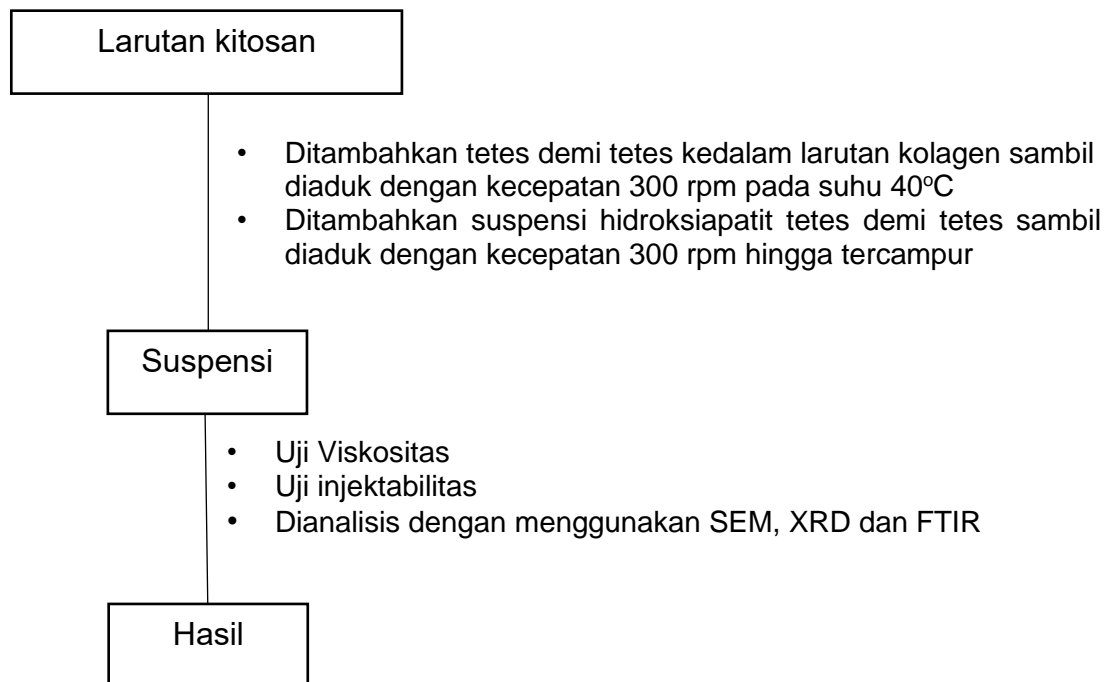 Larutan kitosan
• Ditambahkan tetes demi tetes kedalam larutan kolagen sambil
diaduk dengan kecepatan 300 rpm pada suhu 40°C
• Ditambahkan suspensi hidroksiapatit tetes demi tetes sambil
diaduk dengan kecepatan 300 rpm hingga tercampur
Suspensi
• Uji Viskositas
• Uji injektabilitas
• Dianalisis dengan menggunakan SEM, XRD dan FTIR
Hasil